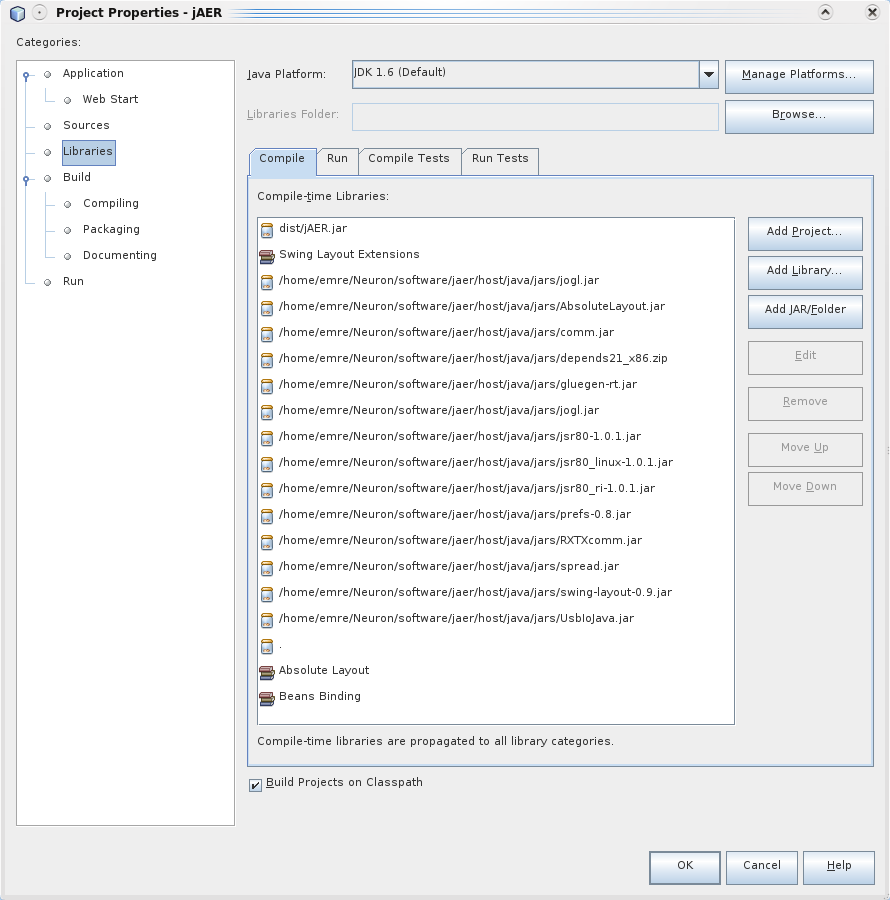 Project Properties - jAER
Categories:
Application
Web Start
Sources
Libraries
Build
Compiling
Packaging
Documenting
Run
Java Platform:
JDK 1.6 (Default)
Manage Platforms...
Libraries Folder:
Browse...
Compile
Run
Compile Tests
Run Tests
Compile-time Libraries:
dist/jAER.jar
Swing Layout Extensions
/home/emre/Neuron/software/jaer/host/java/jars/jogl.jar
/home/emre/Neuron/software/jaer/host/java/jars/AbsoluteLayout.jar
/home/emre/Neuron/software/jaer/host/java/jars/comm.jar
/home/emre/Neuron/software/jaer/host/java/jars/depends21_x86.zip
/home/emre/Neuron/software/jaer/host/java/jars/gluegen-rt.jar
/home/emre/Neuron/software/jaer/host/java/jars/jogl.jar
/home/emre/Neuron/software/jaer/host/java/jars/jsr80-1.0.1.jar
/home/emre/Neuron/software/jaer/host/java/jars/jsr80_linux-1.0.1.jar
/home/emre/Neuron/software/jaer/host/java/jars/jsr80_ri-1.0.1.jar
/home/emre/Neuron/software/jaer/host/java/jars/prefs-0.8.jar
/home/emre/Neuron/software/jaer/host/java/jars/RXTXcomm.jar
/home/emre/Neuron/software/jaer/host/java/jars/spread.jar
/home/emre/Neuron/software/jaer/host/java/jars/swing-layout-0.9.jar
/home/emre/Neuron/software/jaer/host/java/jars/UsbIoJava.jar
.
Absolute Layout
Beans Binding
Add Project...
Add Library...
Add JAR/Folder
Edit
Remove
Move Up
Move Down
Compile-time libraries are propagated to all library categories.
Build Projects on Classpath
OK
Cancel
Help